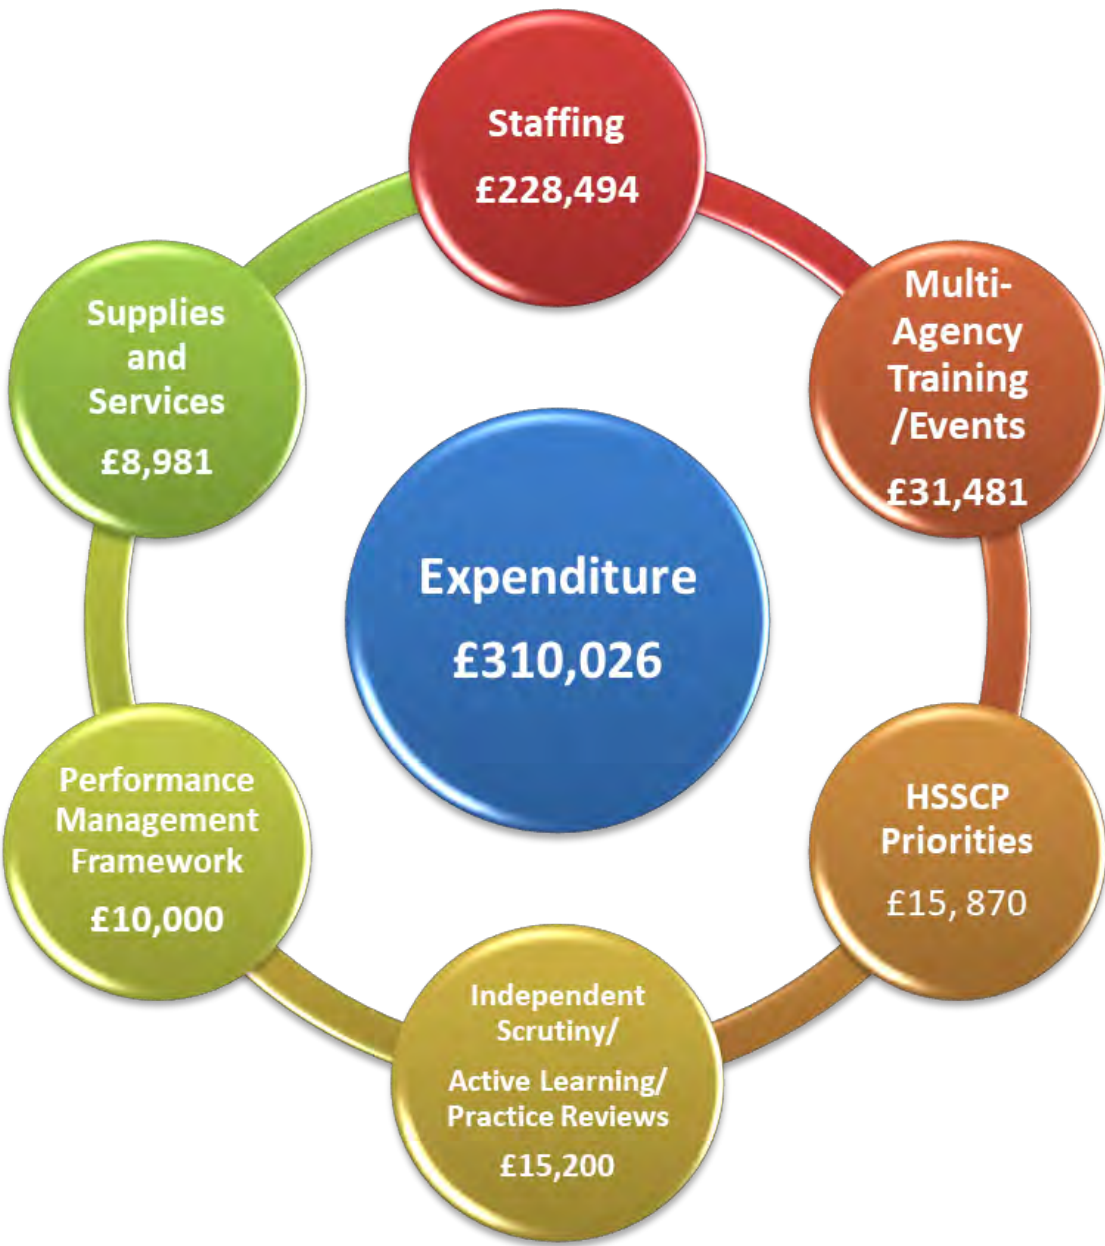 Staffing
£228,494
Multi-
Agency
Training
/Events
£31,481
HSSCP
Priorities
£15, 870
Independent
Scrutiny/
Active Learning/
Practice Reviews
£15,200
Performance
Management
Framework
£10,000
Supplies
and
Services
£8,981
Expenditure
£310,026